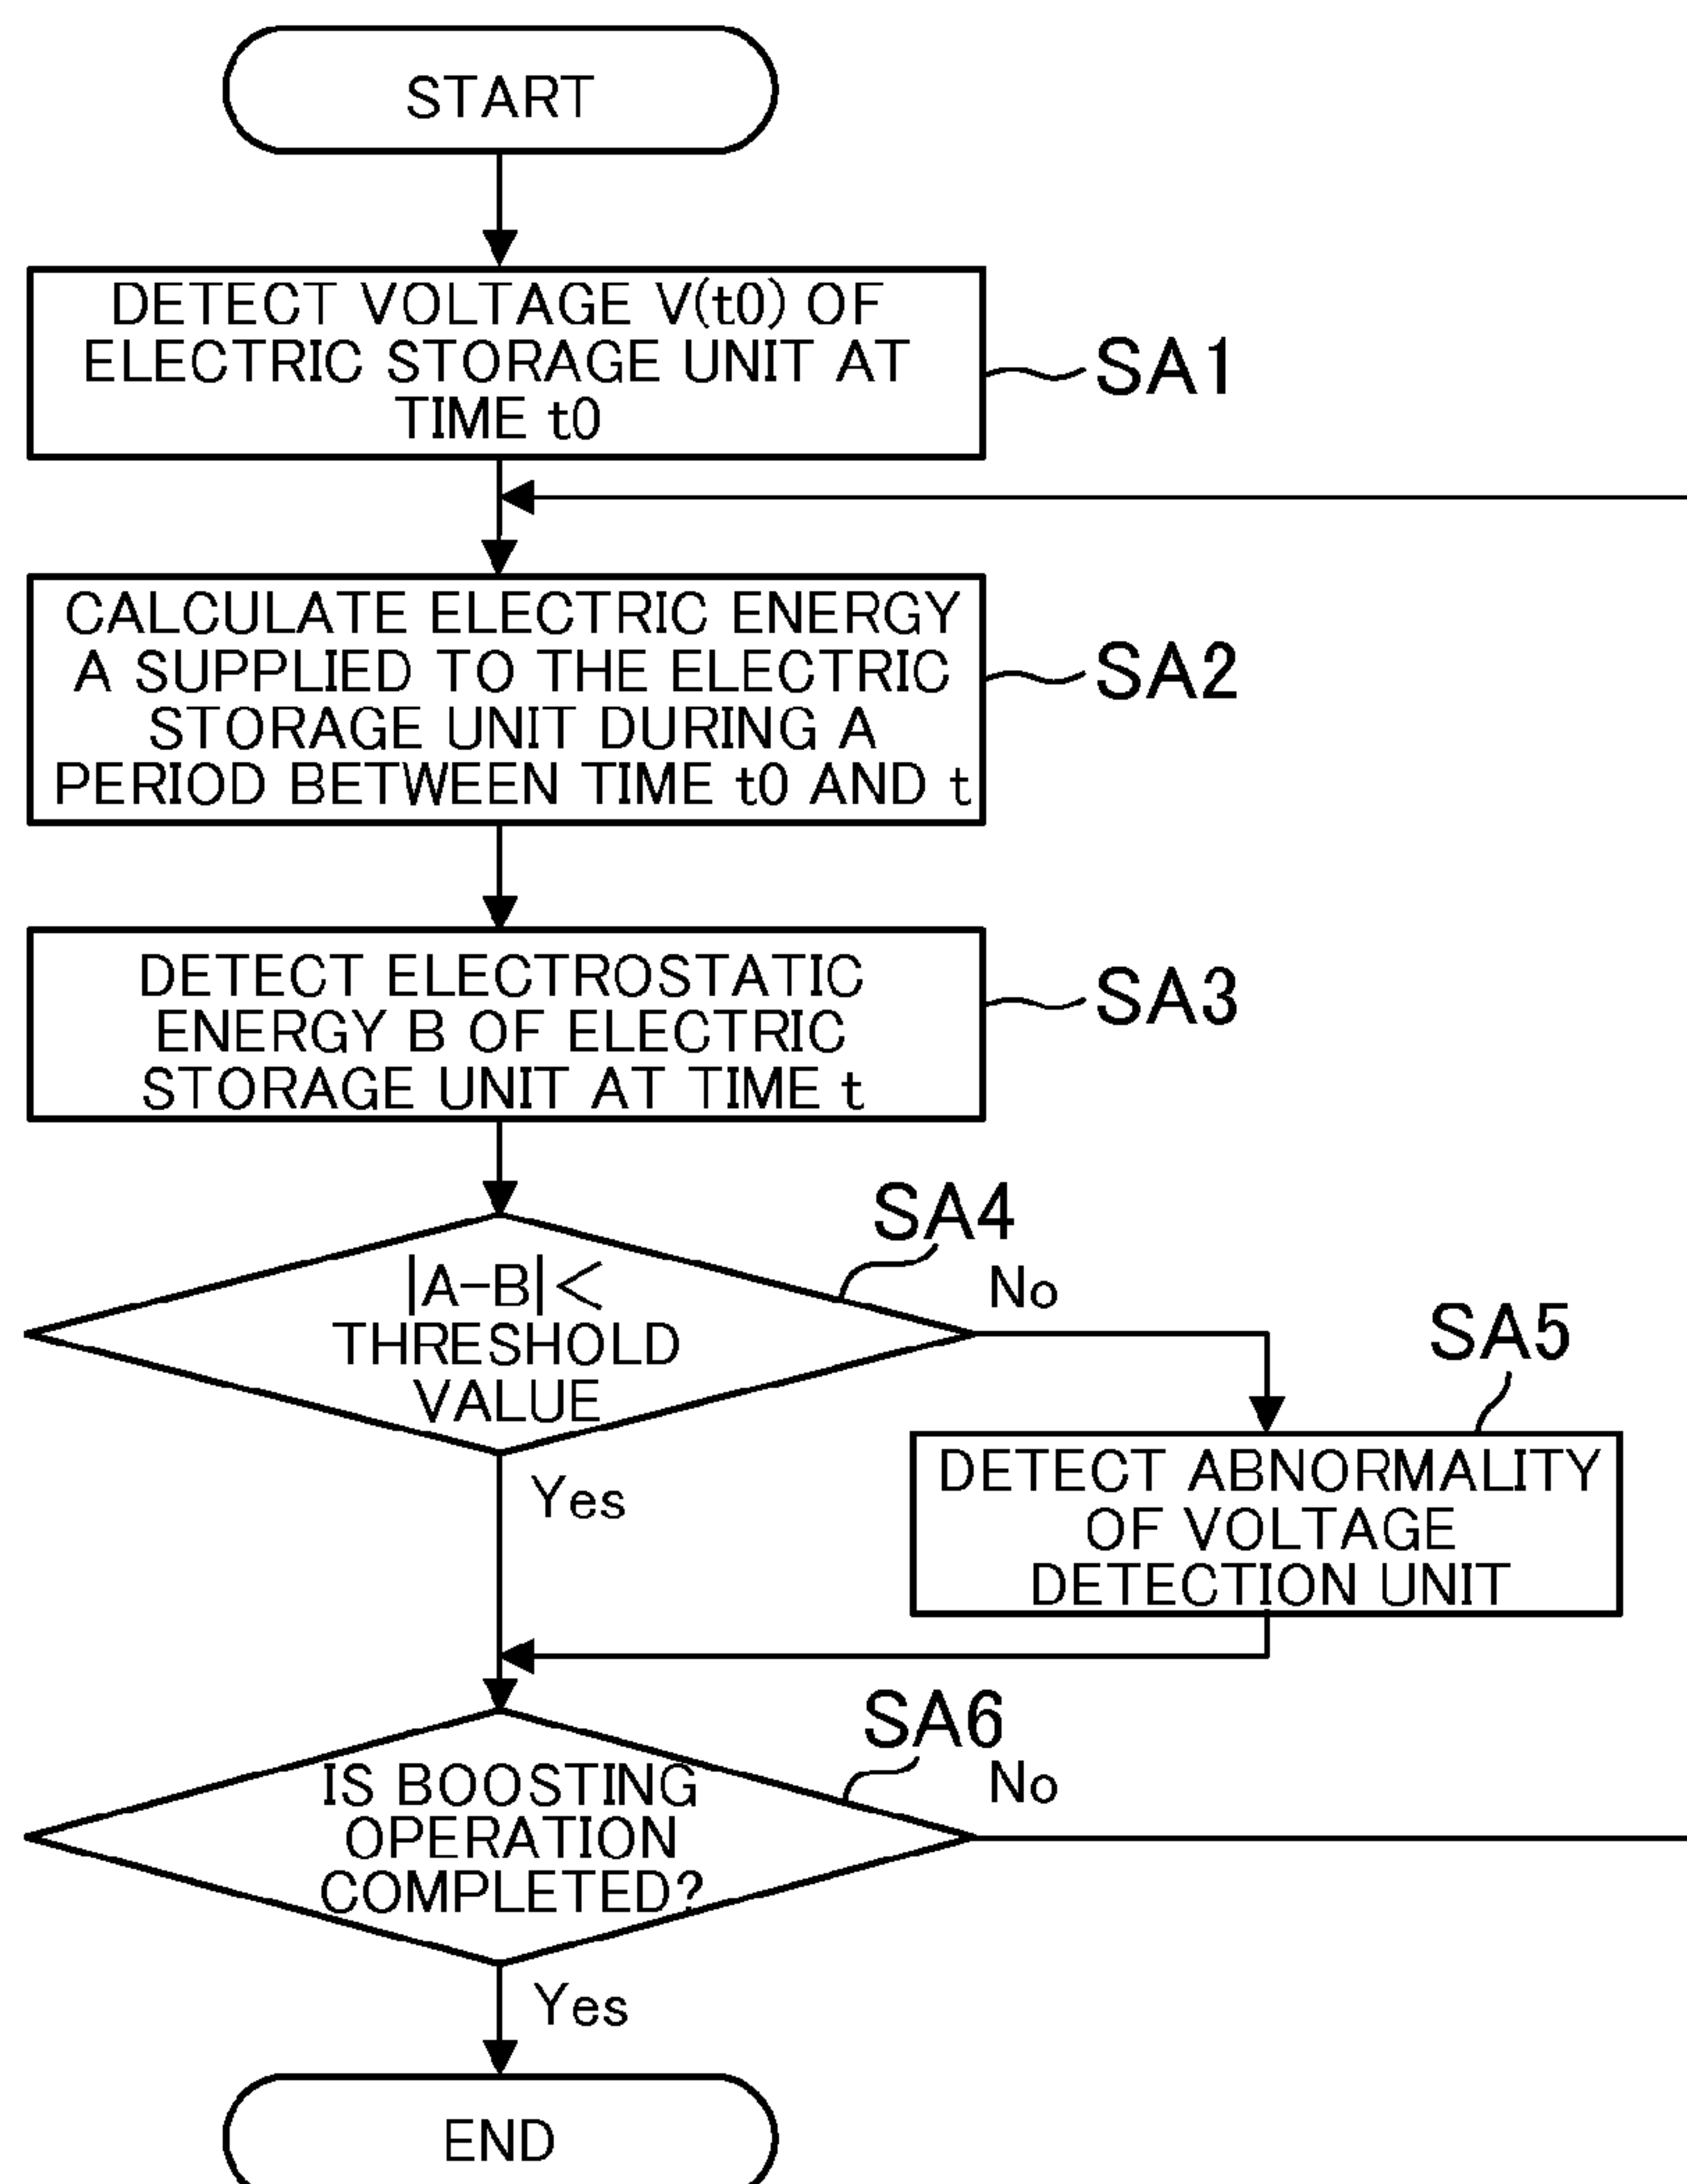 START
DETECT VOLTAGE V(t0) OF
ELECTRIC STORAGE UNIT AT
TIME t0
SA1
CALCULATE ELECTRIC ENERGY
A SUPPLIED TO THE ELECTRIC
STORAGE UNIT DURING A
PERIOD BETWEEN TIME t0 AND t
SA2
DETECT ELECTROSTATIC
ENERGY B OF ELECTRIC
STORAGE UNIT AT TIME t
SA3
SA4
|A-B|<
THRESHOLD
VALUE
No
Yes
SA5
DETECT ABNORMALITY
OF VOLTAGE
DETECTION UNIT
SA6
IS BOOSTING
OPERATION
COMPLETED?
No
Yes
END